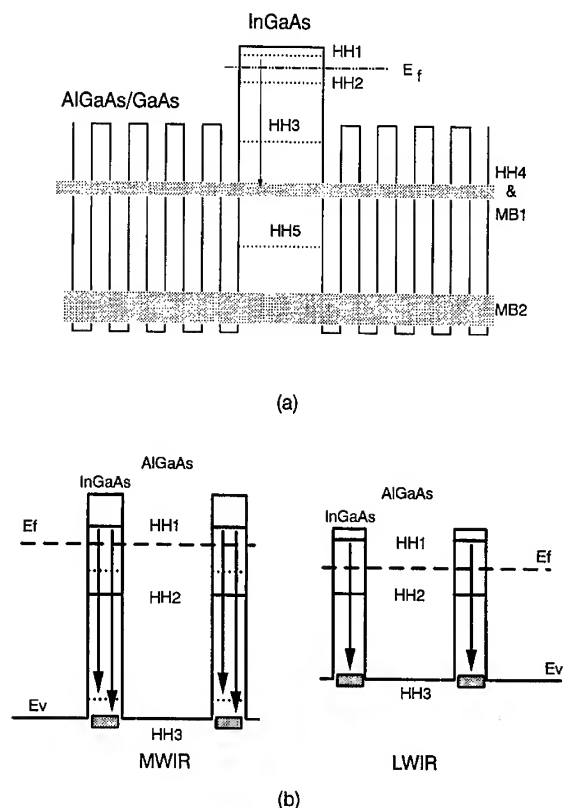 InGaAs
HH1
E f
HH2
AlGaAs/GaAs
HH3
HH4
&
MB1
HH5
MB2
(a)
AlGaAs
InGaAs
Ef
HH1
HH2
Ev
HH3
MWIR
AlGaAs
InGaAs
HH1
Ef
HH2
Ev
HH3
LWIR
(b)